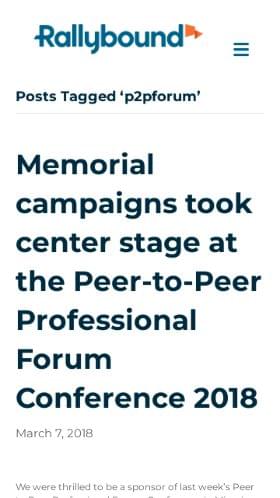 Rallybound
Posts Tagged ‘p2pforum’
Memorial
campaigns took
center stage at
the Peer-to-Peer
Professional
Forum
Conference 2018
March 7, 2018
We were thrilled to be a sponsor of last week’s Peer